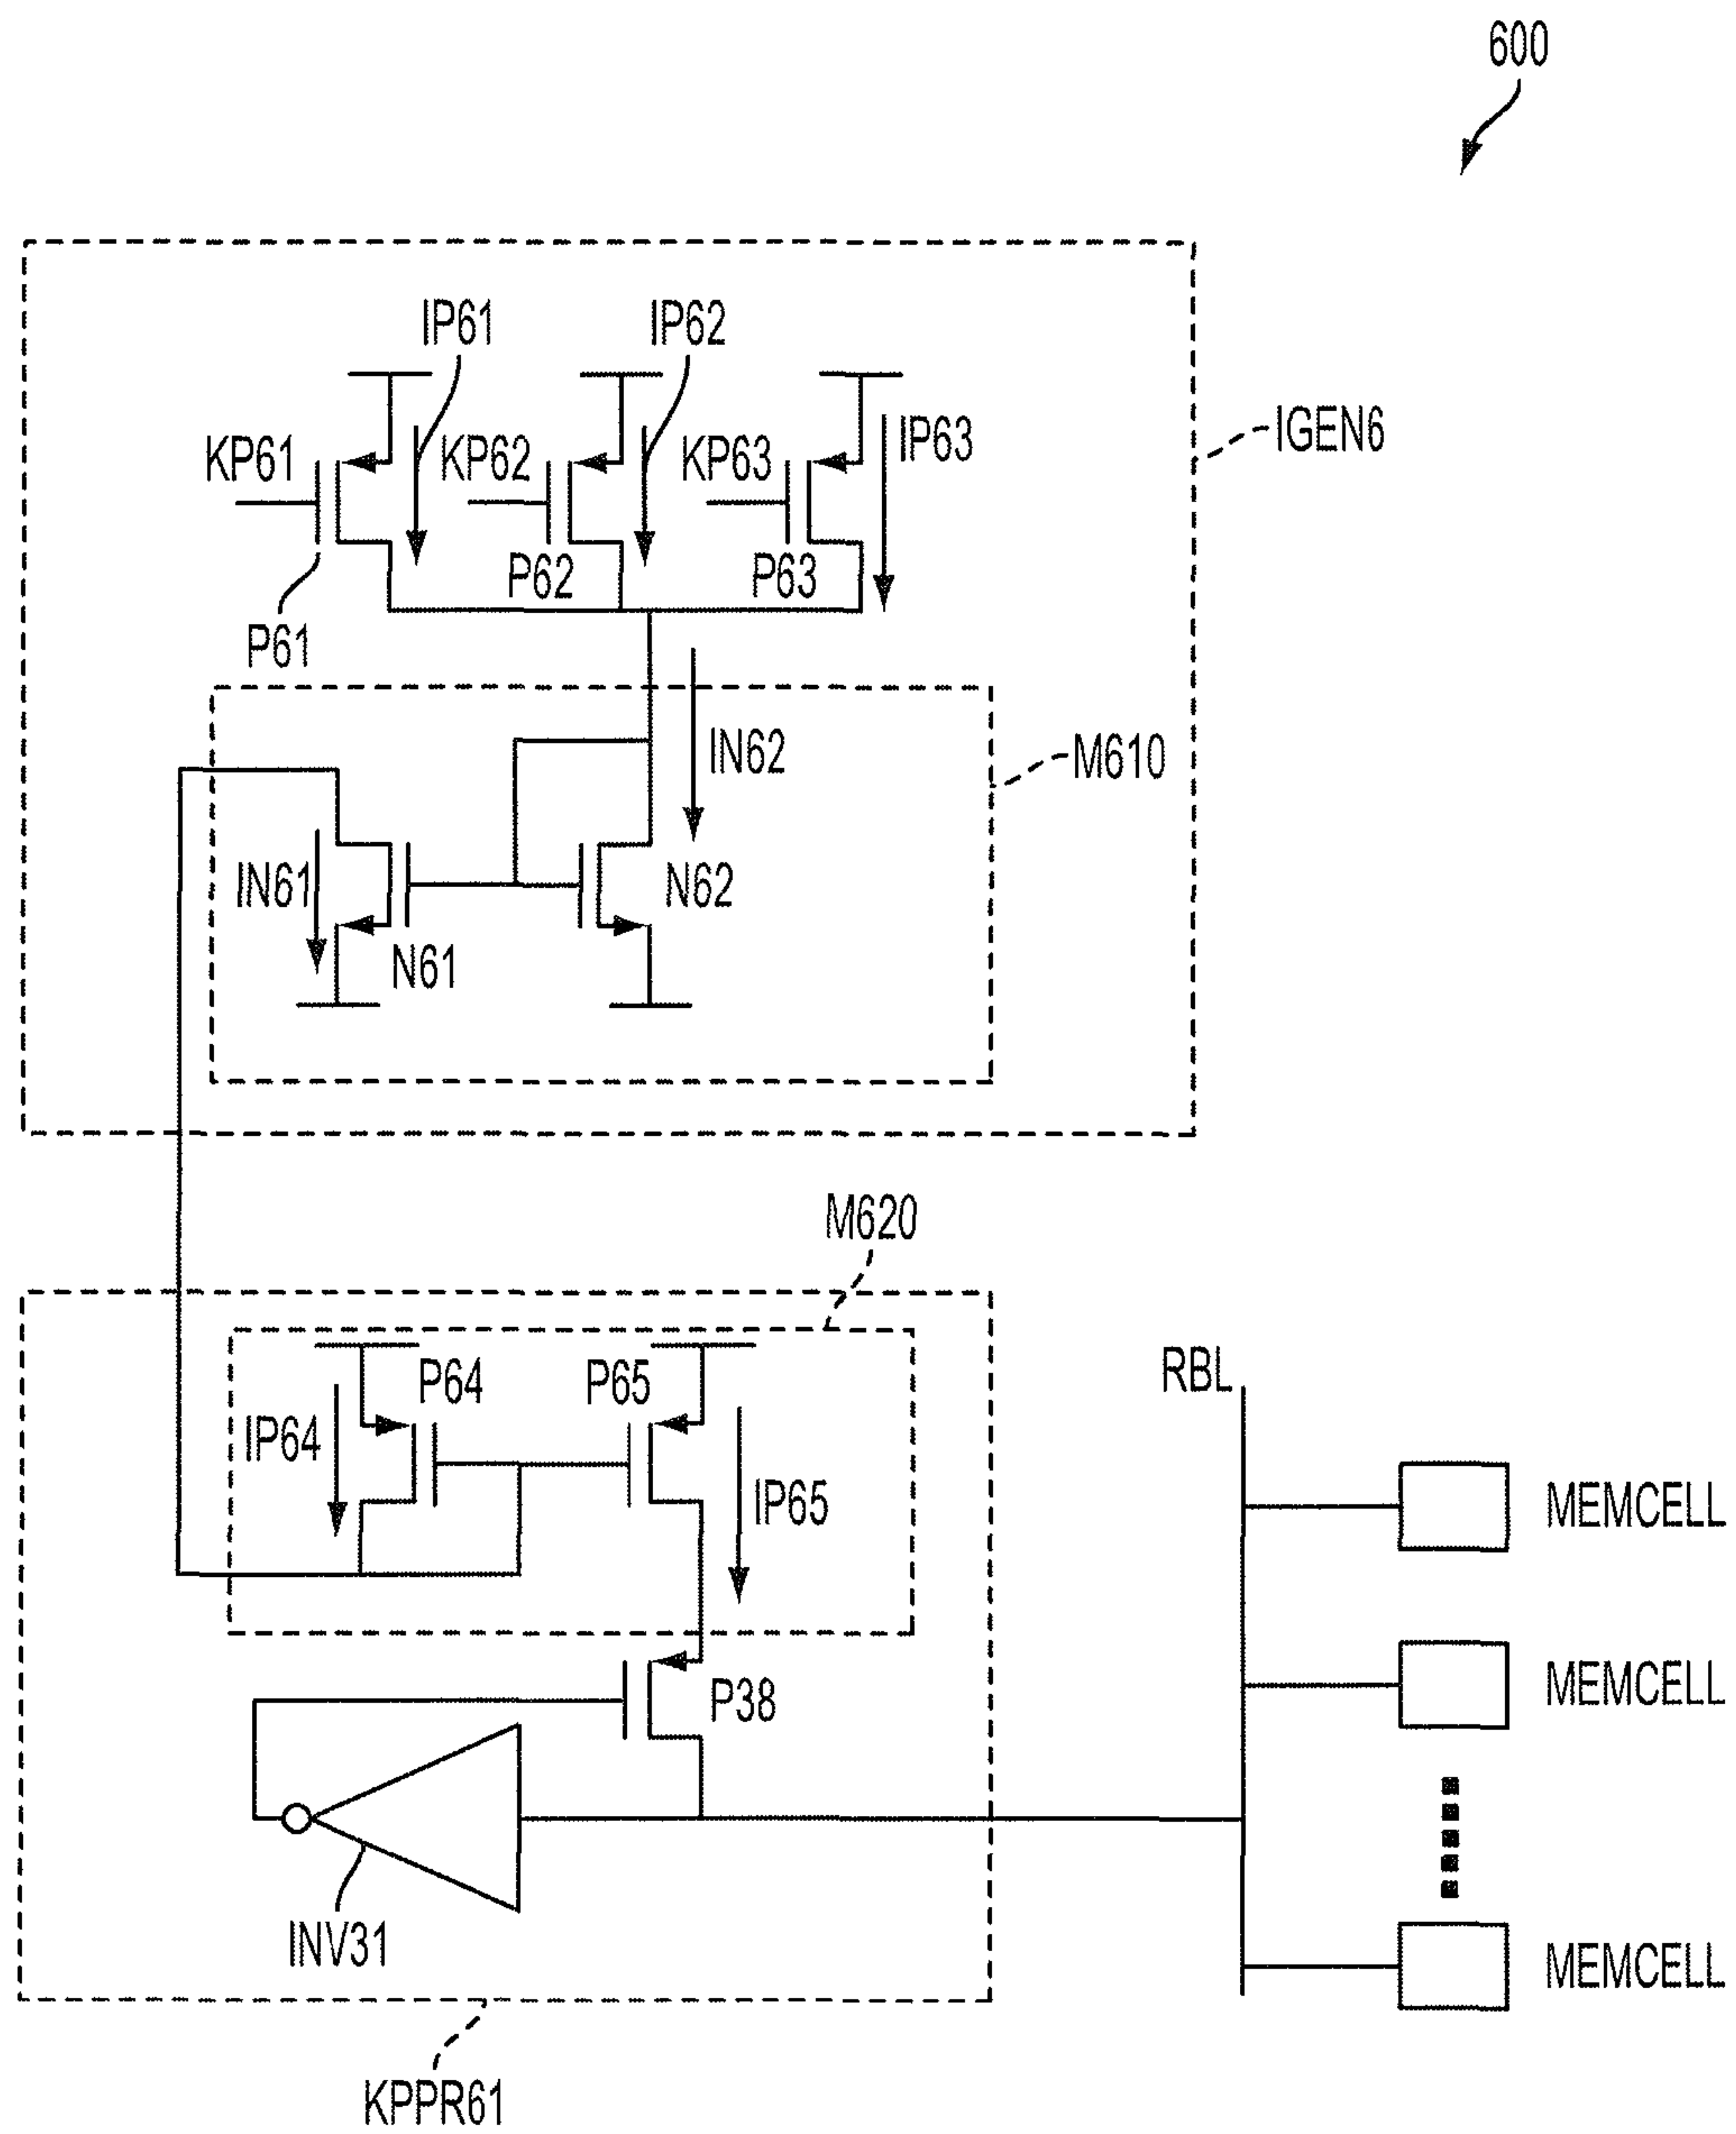 600
IP61
IP62
KP61
KP62
KP63
IP63
IGEN6
P62
P63
P61
IN62
M610
IN61
N62
N61
M620
P64
P65
RBL
IP64
IP65
MEMCELL
P38
MEMCELL
INV31
MEMCELL
KPPR61